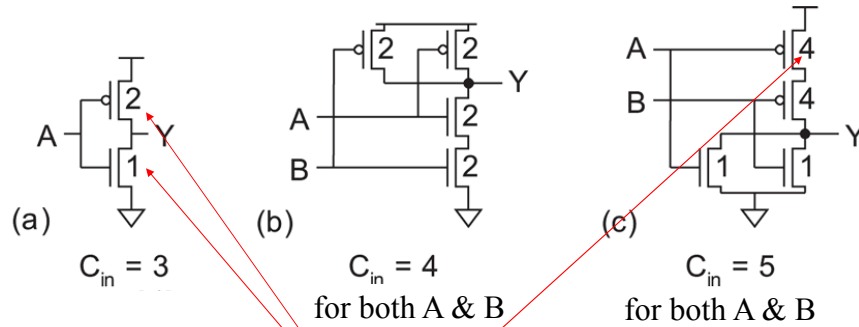 A
2
1
Y
(a)
C_in = 3
2
2
Y
A
2
B
2
(b)
C_in = 4
for both A & B
A
4
B
4
Y
1
1
(c)
C_in = 5
for both A & B